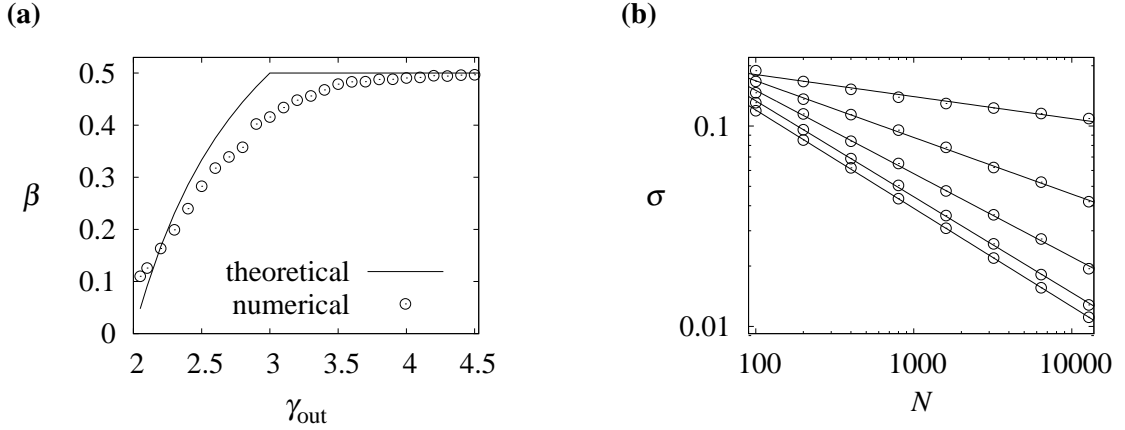 (a)
0.5
0.4
0.3
0.2
0.1
0
β
theoretical
numerical
2 2.5 3 3.5 4 4.5
γout
(b)
0.1
0.01
σ
100 1000 10000
N